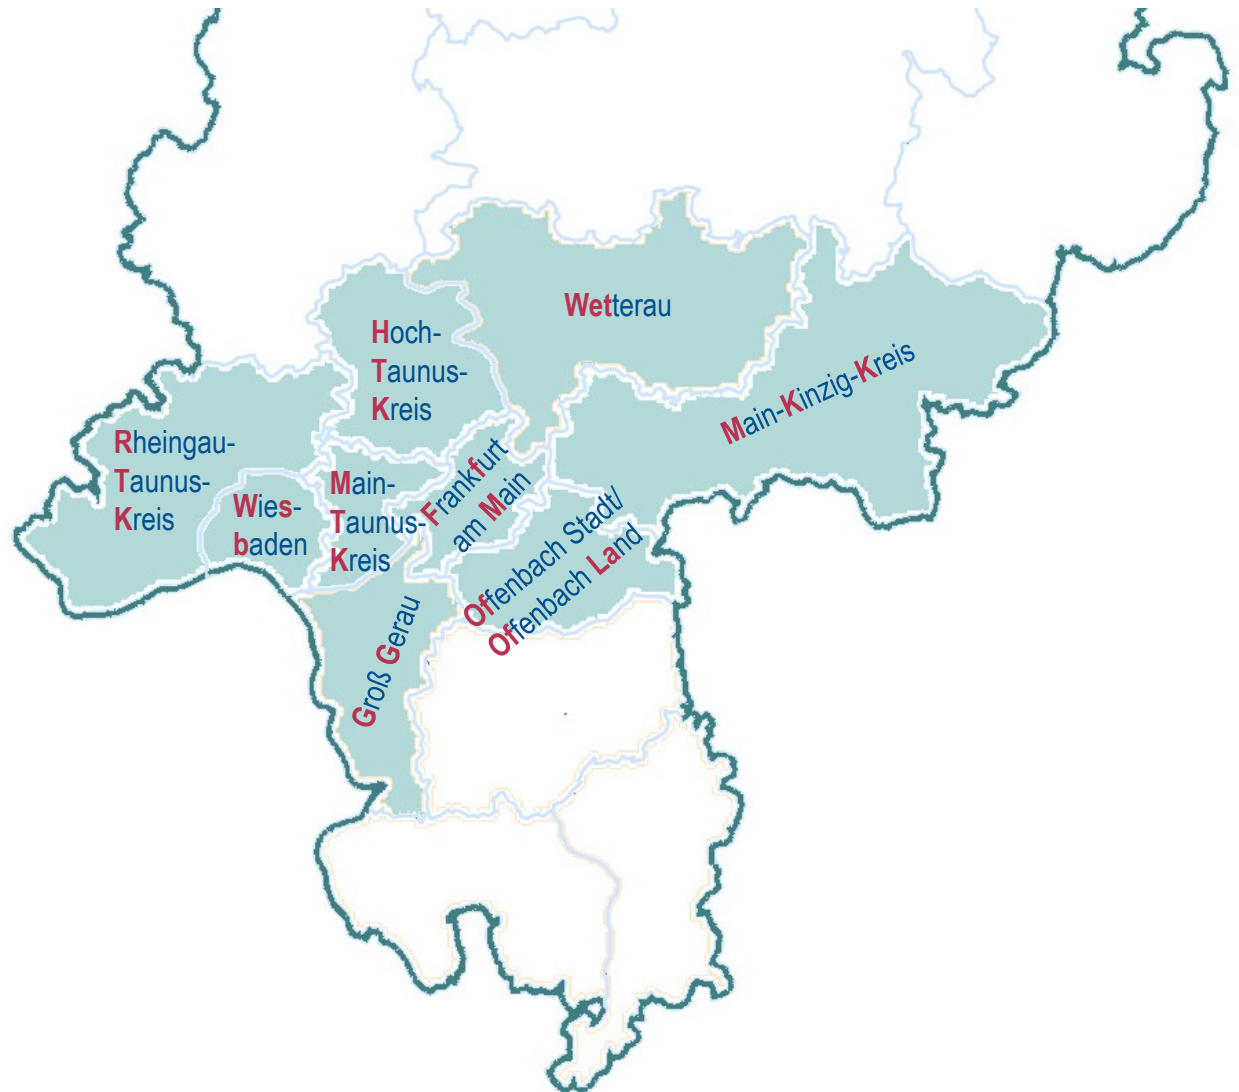 Wetterau
Hoch-
Taunus-
Kreis
Main-Kinzig-Kreis
Rheingau-
Taunus-
Kreis
Wies-
baden
Main-
Taunus-
Kreis
Frankfurt
am Main
Offenbach Stadt/
Offenbach Land
Groß Gerau